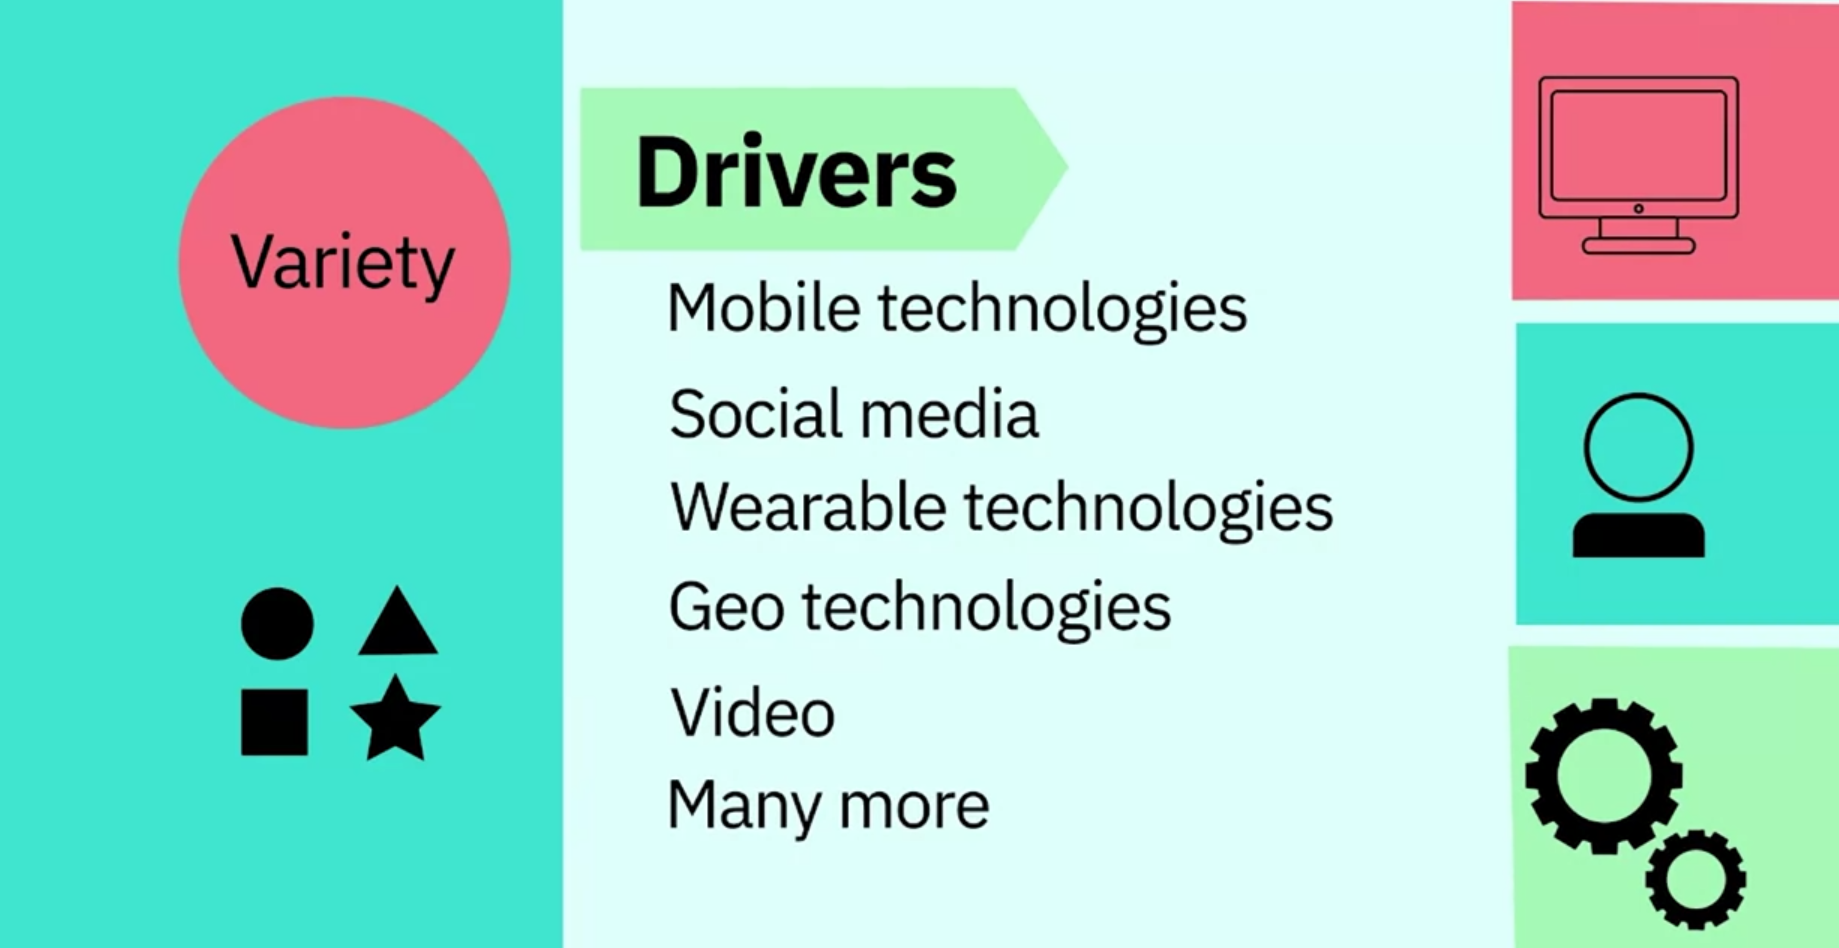 Variety
Drivers
Mobile technologies
Social media
Wearable technologies
Geo technologies
Video
Many more